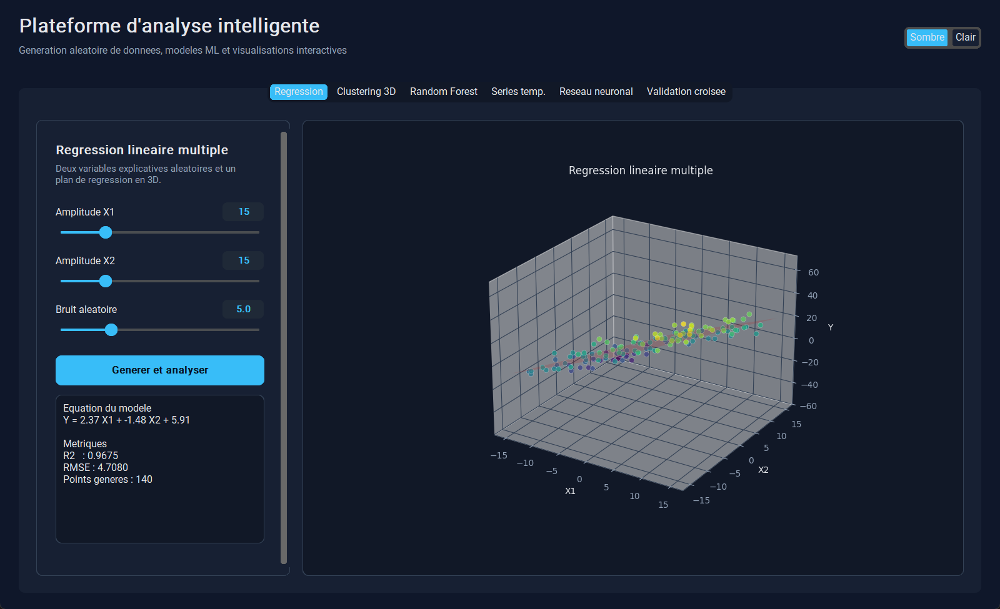 Plateforme d'analyse intelligente
Generation aleatoire de donnees, modeles ML et visualisations interactives
Sombre Clair
Regression Clustering 3D Random Forest Series temp. Reseau neuronal Validation croisee
Regression lineaire multiple
Deux variables explicatives aleatoires et un
plan de regression en 3D.
Amplitude X1 15
Amplitude X2 15
Bruit aleatoire 5.0
Generer et analyser
Equation du modele
Y = 2.37 X1 + -1.48 X2 + 5.91
Metriques
R2 : 0.9675
RMSE : 4.7080
Points generes : 140
Regression lineaire multiple
60
40
20
Y
0
−20
−40
−60
−15
−10
−5
0
5
10
15
X1
15
10
5
0
−5
−10
−15
X2